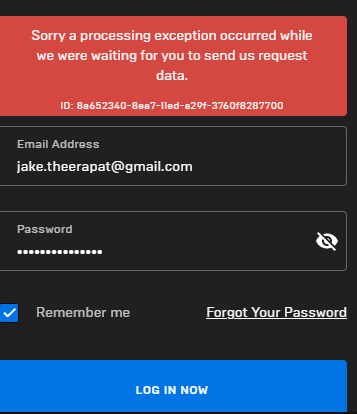 Sorry a processing exception occurred while
we were waiting for you to send us request
data.
ID: 8a652340-8ea7-11ed-a29f-3760f8287700
Email Address
jake.theerapat@gmail.com
Password
•••••••••••••••
Remember me
Forgot Your Password
LOG IN NOW